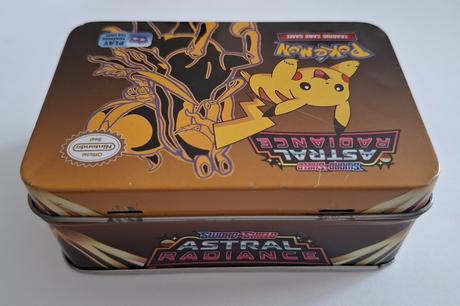 POKÉMON
TRADING CARD GAME
PLAY
Official
Nintendo
Seal
SWORD & SHIELD
ASTRAL
RADIANCE
SWORD & SHIELD
ASTRAL
RADIANCE